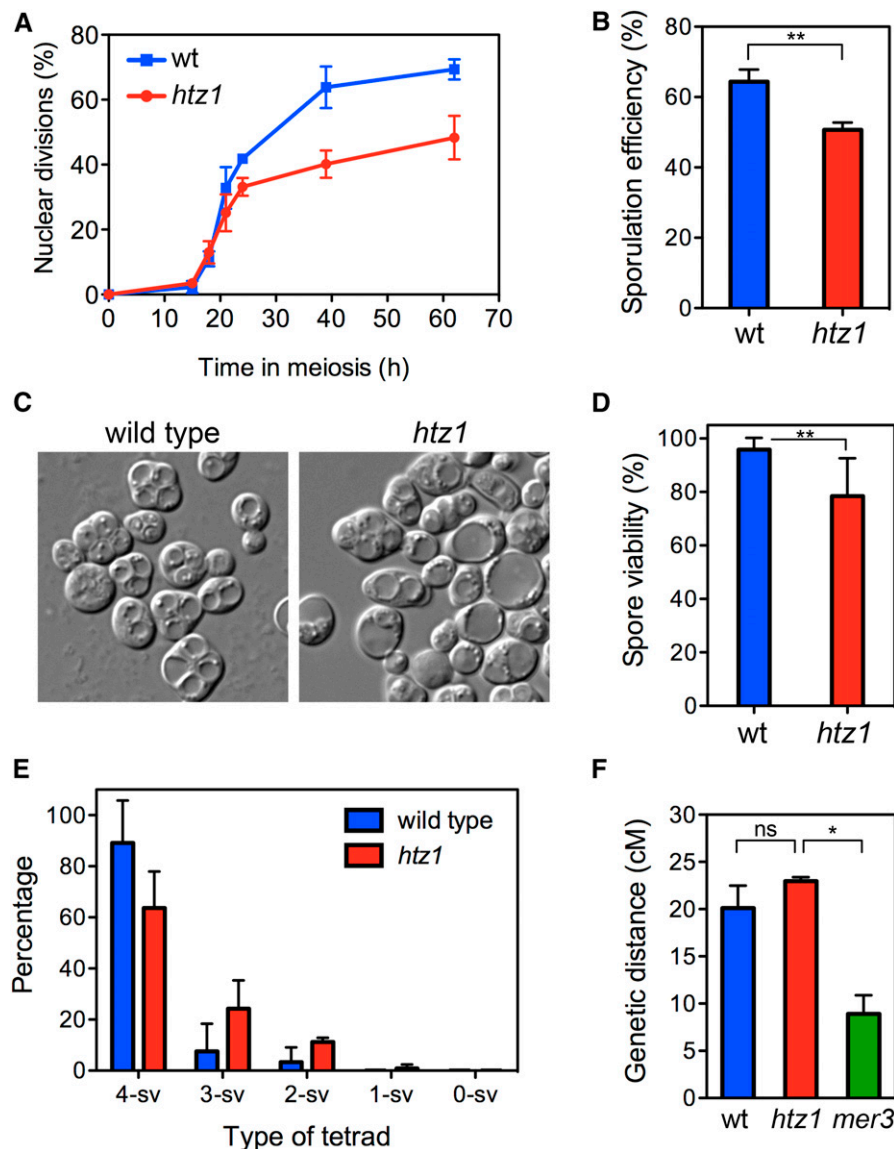 A
Nuclear divisions (%)
80
60
40
20
0
wt
htz1
0 10 20 30 40 50 60 70
Time in meiosis (h)
B
Sporulation efficiency (%)
80
60
40
20
0
**
wt htz1
C
wild type htz1
D
Spore viability (%)
100
80
60
40
20
0
**
wt htz1
E
Percentage
100
80
60
40
20
0
wild type
htz1
4-sv 3-sv 2-sv 1-sv 0-sv
Type of tetrad
F
Genetic distance (cM)
30
25
20
15
10
5
0
ns *
wt htz1 mer3